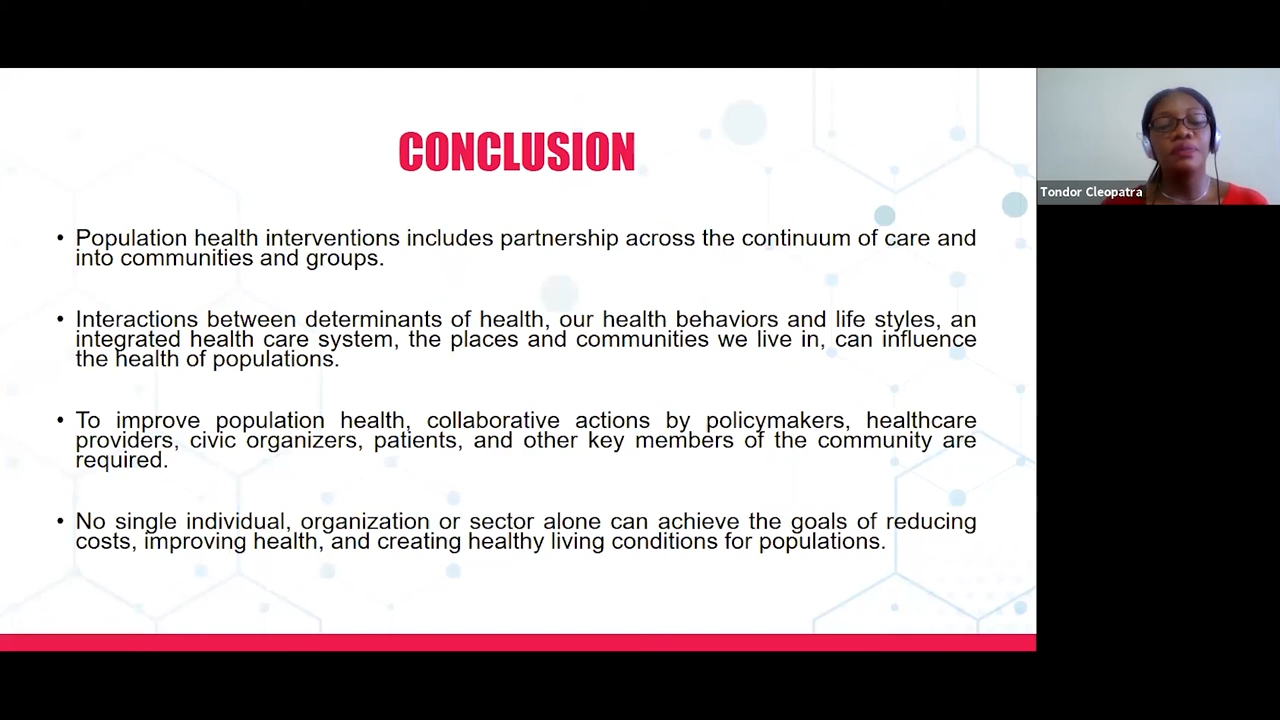 CONCLUSION
• Population health interventions includes partnership across the continuum of care and
into communities and groups.
• Interactions between determinants of health, our health behaviors and life styles, an
integrated health care system, the places and communities we live in, can influence
the health of populations.
• To improve population health, collaborative actions by policymakers, healthcare
providers, civic organizers, patients, and other key members of the community are
required.
• No single individual, organization or sector alone can achieve the goals of reducing
costs, improving health, and creating healthy living conditions for populations.
Tondor Cleopatra